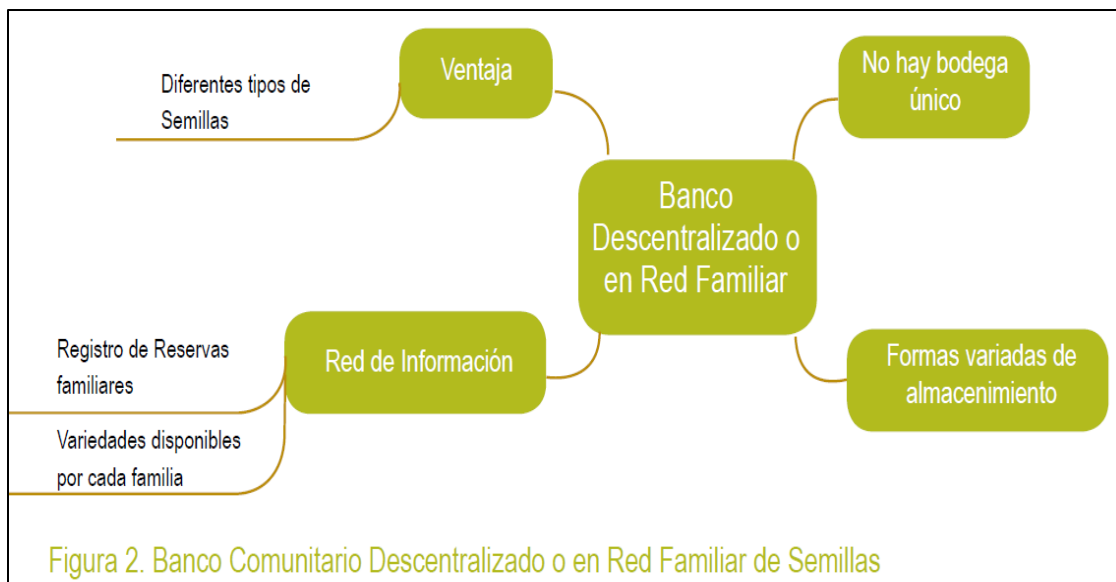 Ventaja
Diferentes tipos de
Semillas
No hay bodega
único
Banco
Descentralizado o
en Red Familiar
Red de Información
Registro de Reservas
familiares
Variedades disponibles
por cada familia
Formas variadas de
almacenimiento
Figura 2. Banco Comunitario Descentralizado o en Red Familiar de Semillas